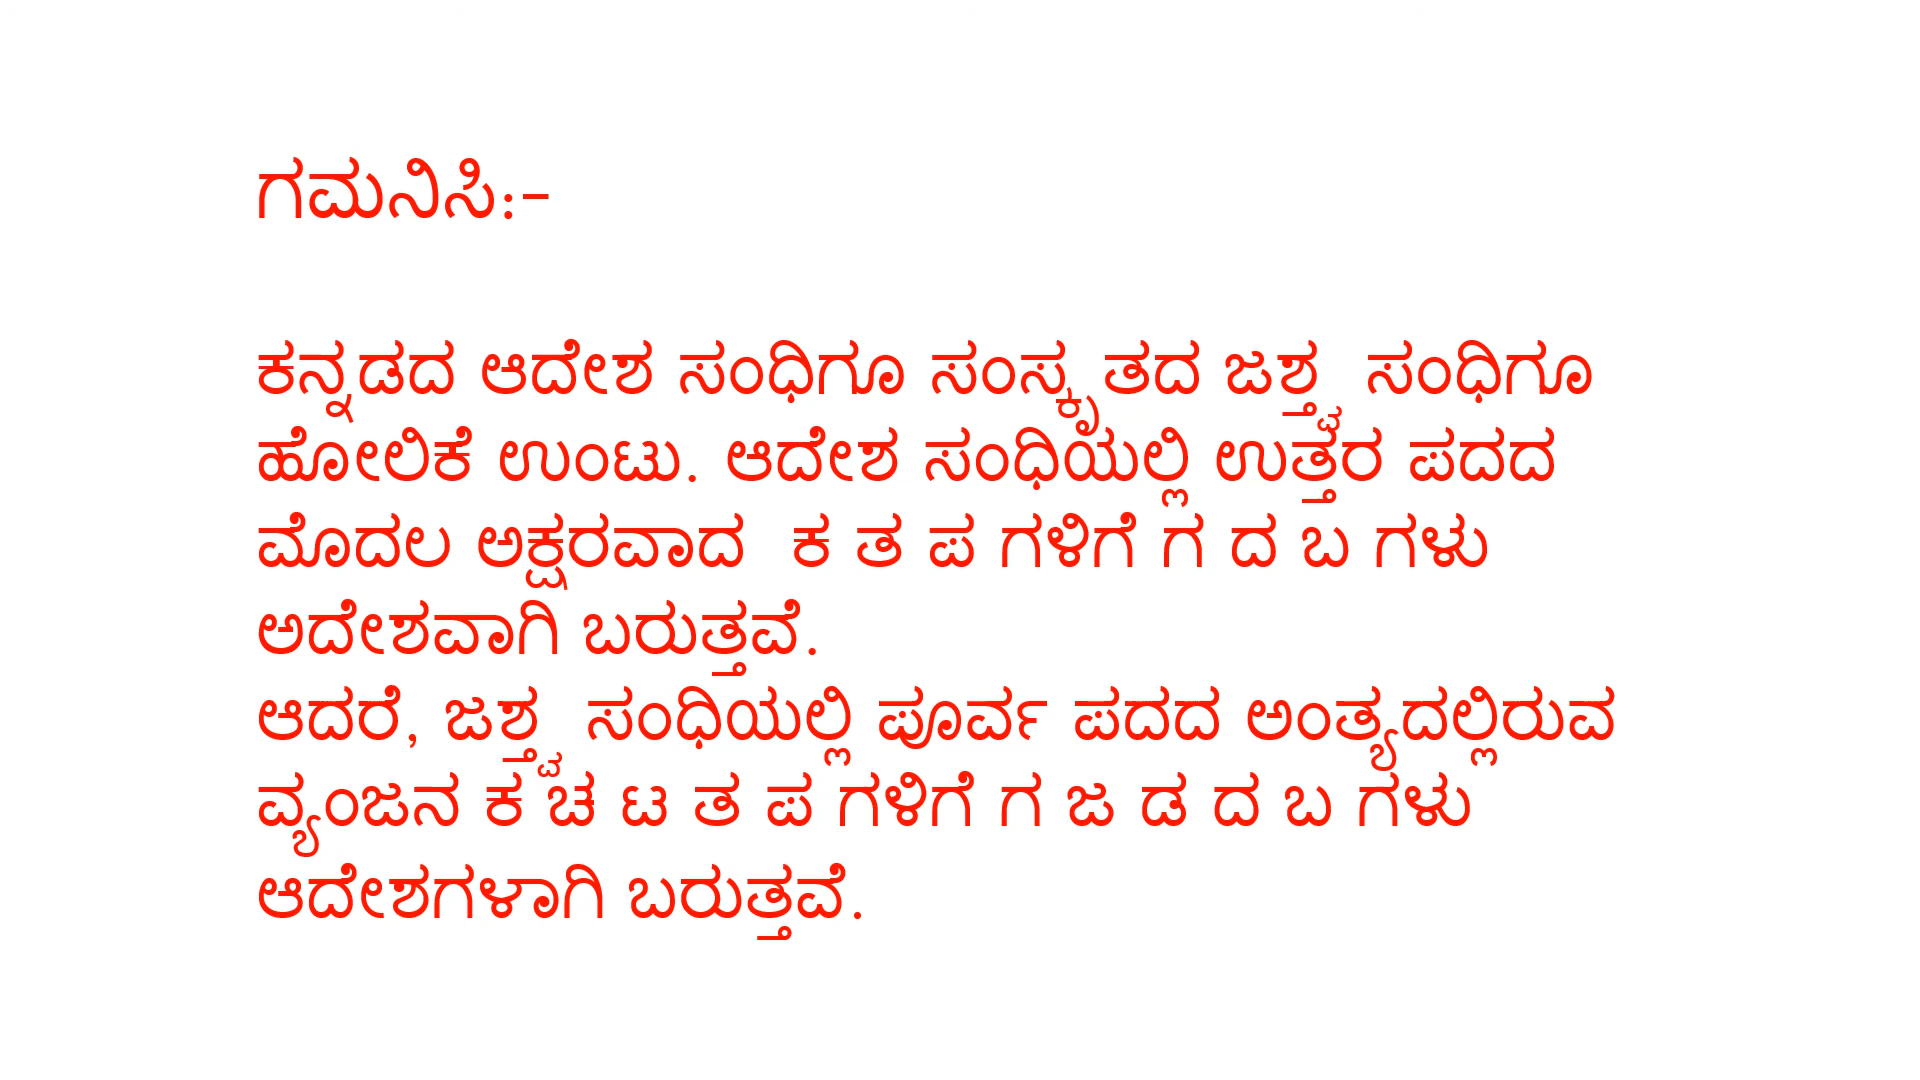 ಗಮನಿಸಿ:-
ಕನ್ನಡದ ಆದೇಶ ಸಂಧಿಗೂ ಸಂಸ್ಕೃತದ ಜಶ್ತ್ವ ಸಂಧಿಗೂ
ಹೋಲಿಕೆ ಉಂಟು. ಆದೇಶ ಸಂಧಿಯಲ್ಲಿ ಉತ್ತರ ಪದದ
ಮೊದಲ ಅಕ್ಷರವಾದ ಕ ತ ಪ ಗಳಿಗೆ ಗ ದ ಬ ಗಳು
ಅದೇಶವಾಗಿ ಬರುತ್ತವೆ.
ಆದರೆ, ಜಶ್ತ್ವ ಸಂಧಿಯಲ್ಲಿ ಪೂರ್ವ ಪದದ ಅಂತ್ಯದಲ್ಲಿರುವ
ವ್ಯಂಜನ ಕ ಚ ಟ ತ ಪ ಗಳಿಗೆ ಗ ಜ ಡ ದ ಬ ಗಳು
ಆದೇಶಗಳಾಗಿ ಬರುತ್ತವೆ.